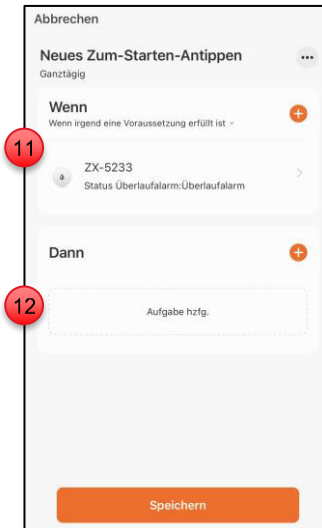 Abbrechen
Neues Zum-Starten-Antippen
Ganztägig
Wenn
Wenn irgend eine Voraussetzung erfüllt ist
11
ZX-5233
Status Überlaufalarm:Überlaufalarm
Dann
12
Aufgabe hzfg.
Speichern